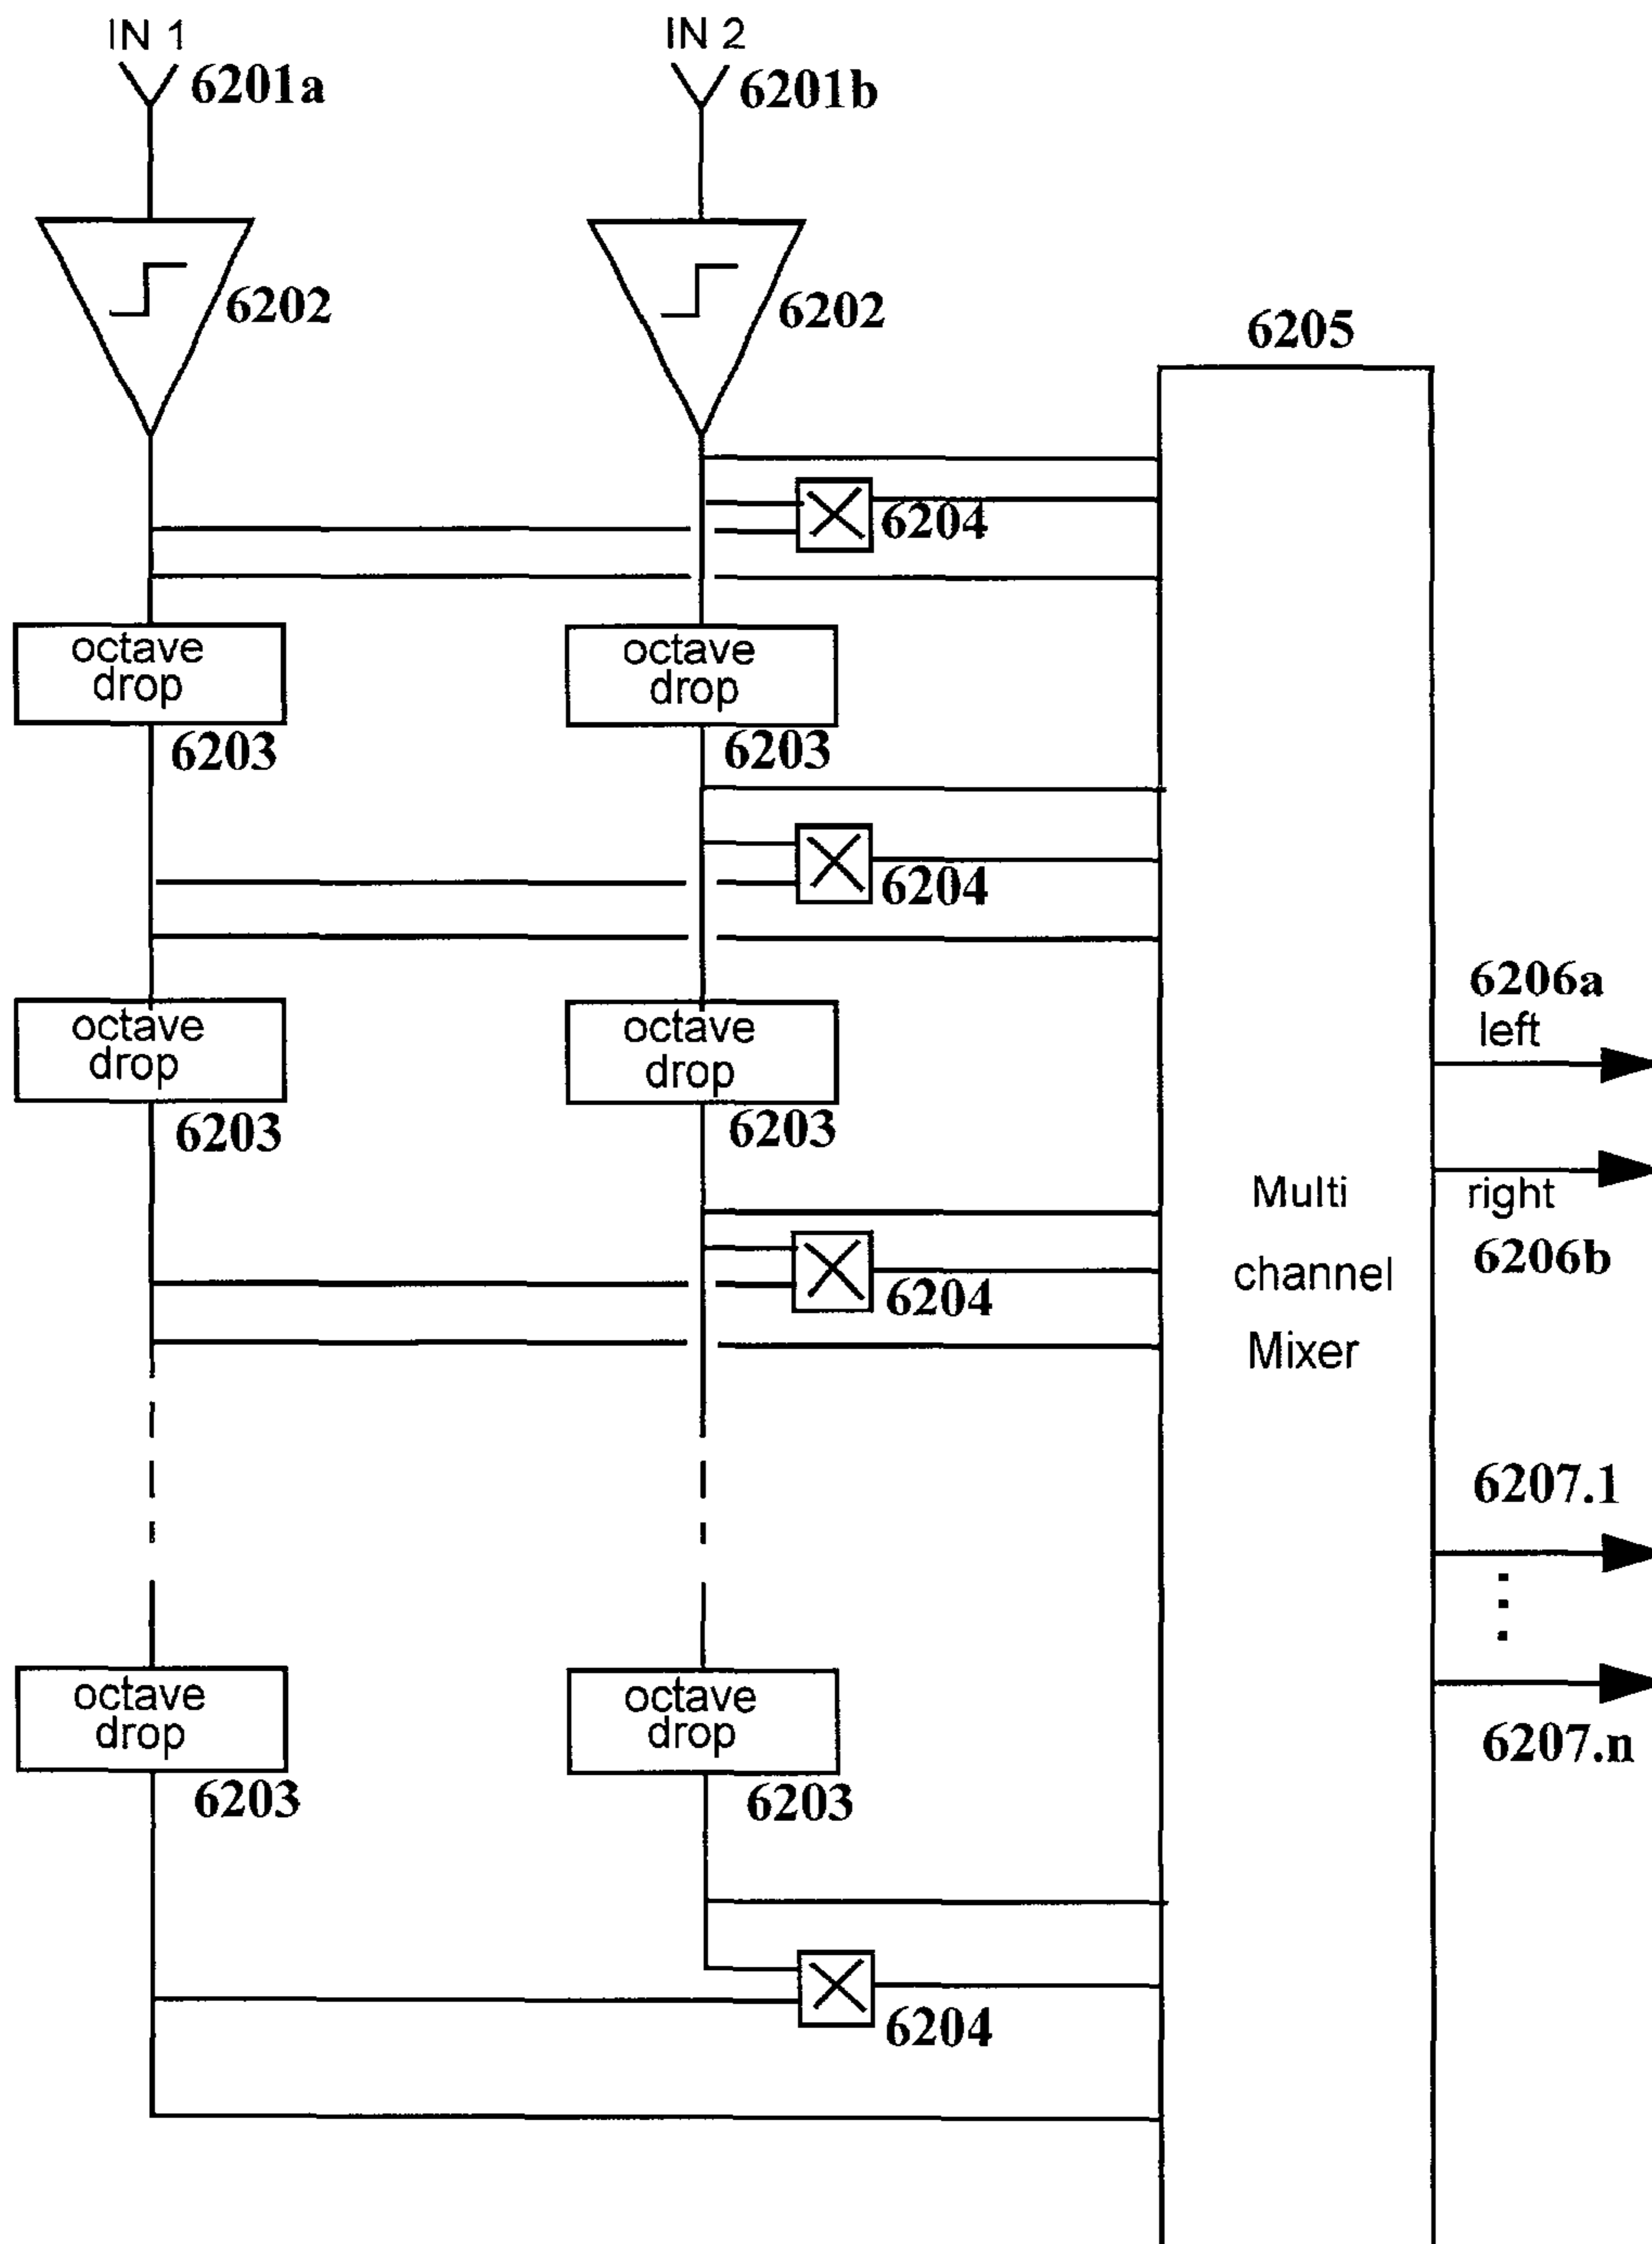 IN 1
6201a
IN 2
6201b
6202
6202
6205
6204
octave
drop
6203
octave
drop
6203
6204
octave
drop
6203
octave
drop
6203
6206a
left
right
6206b
Multi
channel
Mixer
6204
6207.1
6207.n
octave
drop
6203
octave
drop
6203
6204